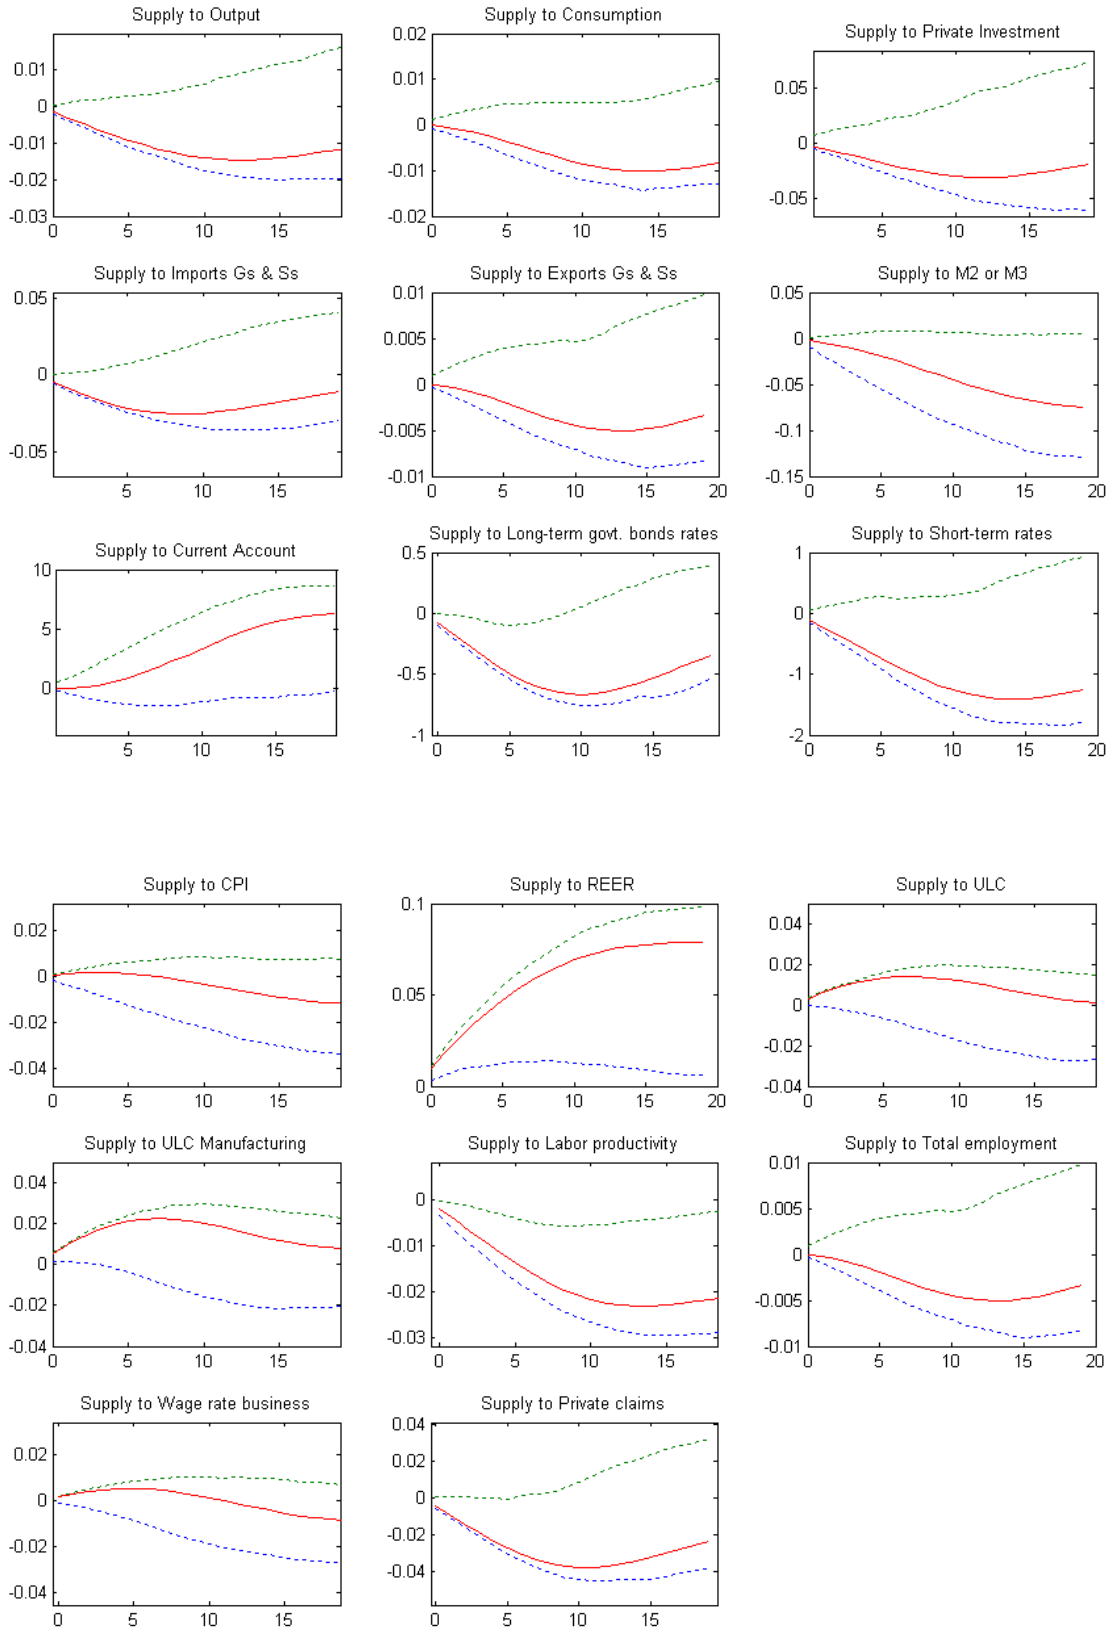 Supply to Output
0.01
0
-0.01
-0.02
-0.03
0 5 10 15
Supply to Consumption
0.02
0.01
0
-0.01
-0.02
0 5 10 15
Supply to Private Investment
0.05
0
-0.05
5 10 15
Supply to Imports Gs & Ss
0.05
0
-0.05
5 10 15
Supply to Exports Gs & Ss
0.01
0.005
0
-0.005
-0.01
0 5 10 15 20
Supply to M2 or M3
0.05
0
-0.05
-0.1
-0.15
0 5 10 15 20
Supply to Current Account
10
5
0
5 10 15
Supply to Long-term govt. bonds rates
0.5
0
-0.5
-1
0 5 10 15
Supply to Short-term rates
1
0
-1
-2
0 5 10 15 20
Supply to CPI
0.02
0
-0.02
-0.04
0 5 10 15
Supply to REER
0.1
0.05
0
0 5 10 15 20
Supply to ULC
0.04
0.02
0
-0.02
-0.04
0 5 10 15
Supply to ULC Manufacturing
0.04
0.02
0
-0.02
-0.04
0 5 10 15
Supply to Labor productivity
0
-0.01
-0.02
-0.03
0 5 10 15
Supply to Total employment
0.01
0.005
0
-0.005
-0.01
0 5 10 15 20
Supply to Wage rate business
0.02
0
-0.02
-0.04
0 5 10 15
Supply to Private claims
0.04
0.02
0
-0.02
-0.04
0 5 10 15